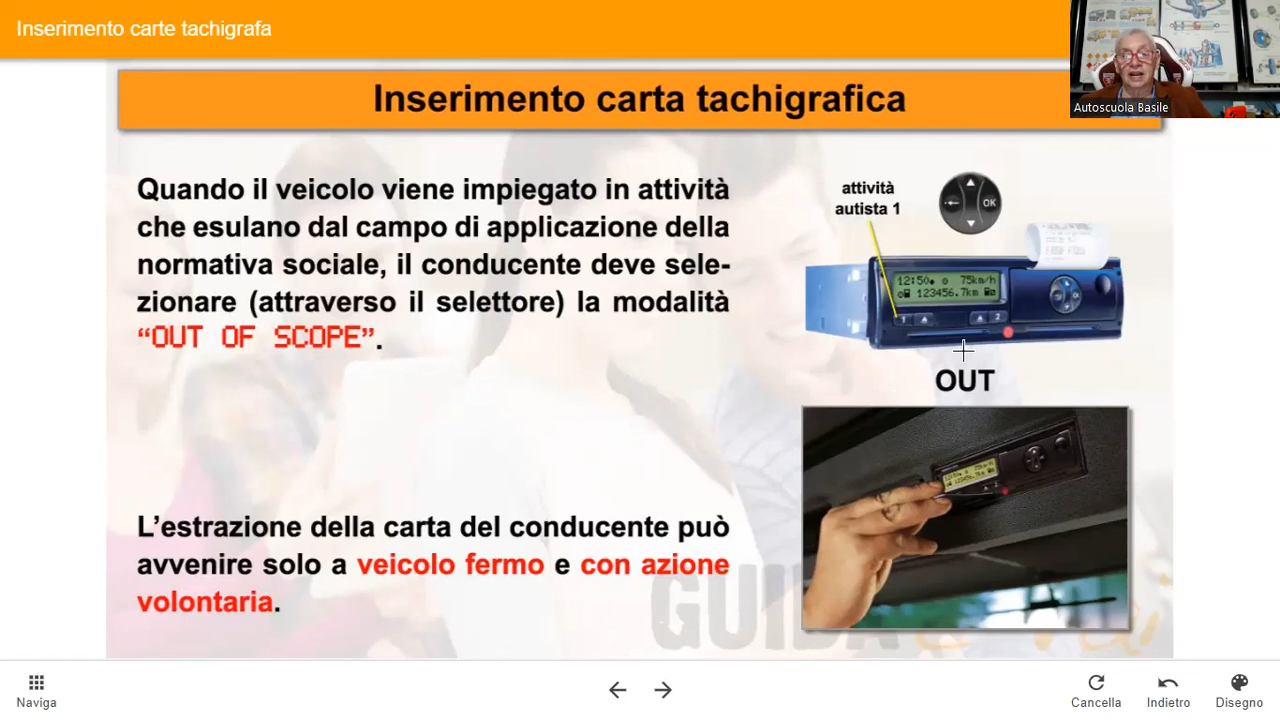 Inserimento carte tachigrafa
Autoscuola Basile
Inserimento carta tachigrafica
Quando il veicolo viene impiegato in attività
che esulano dal campo di applicazione della
normativa sociale, il conducente deve sele-
zionare (attraverso il selettore) la modalità
“OUT OF SCOPE”.
attività
autista 1
OK
12:50 75km/h
123456.7km
1 2
OUT
L’estrazione della carta del conducente può
avvenire solo a veicolo fermo e con azione
volontaria.
GUIDA
Naviga
Cancella
Indietro
Disegno